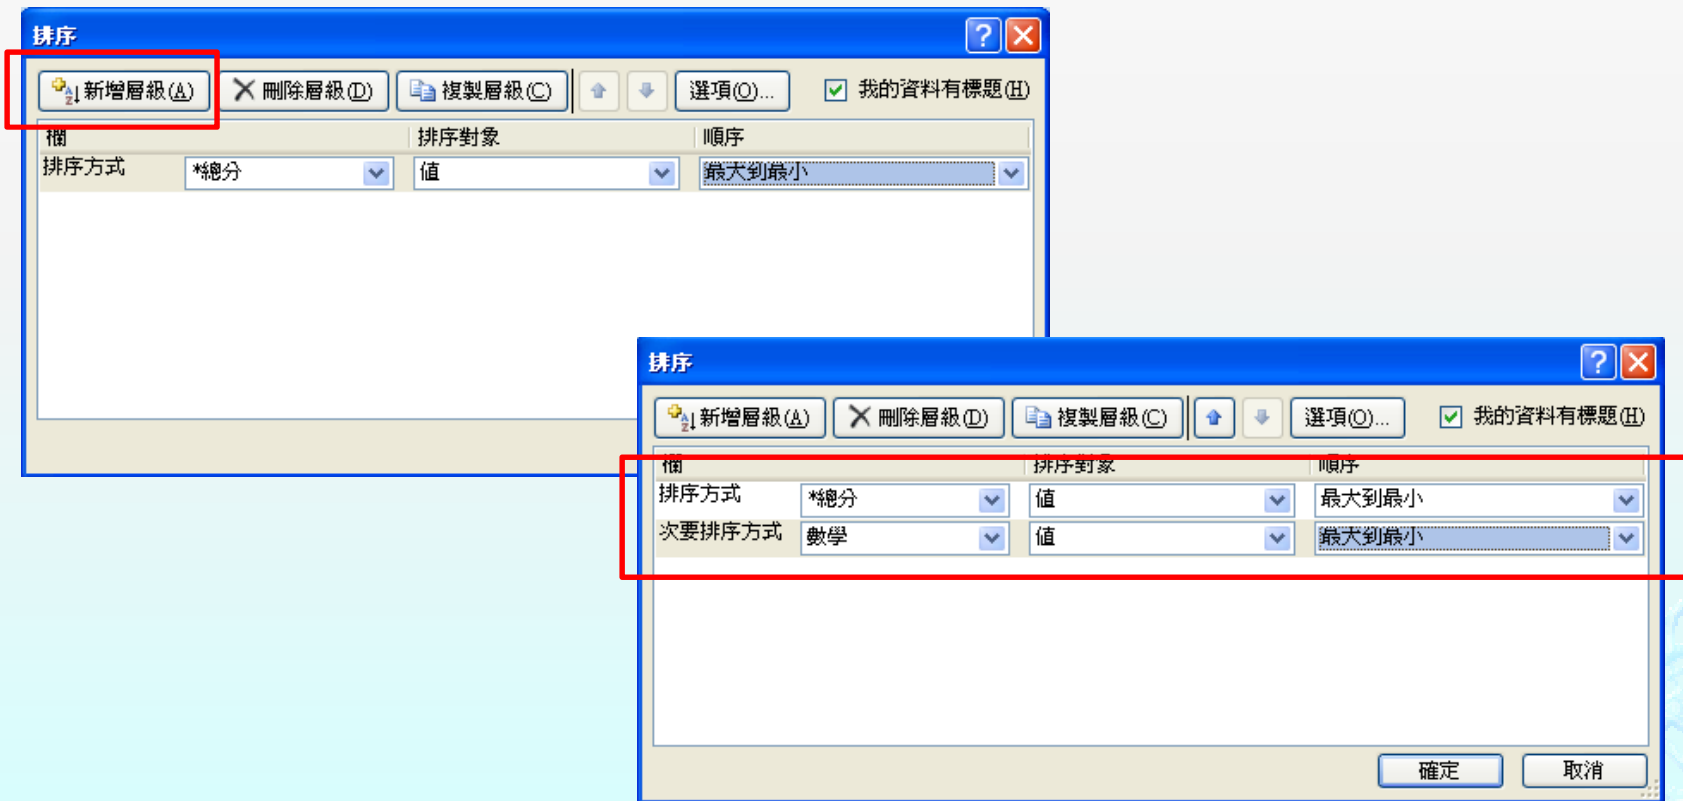 排序
新增層級(A) 刪除層級(D) 複製層級(C) 選項(O)... 我的資料有標題(H)
欄 排序對象 順序
排序方式 *總分 值 最大到最小
排序
新增層級(A) 刪除層級(D) 複製層級(C) 選項(O)... 我的資料有標題(H)
欄 排序對象 順序
排序方式 *總分 值 最大到最小
次要排序方式 數學 值 最大到最小
確定 取消